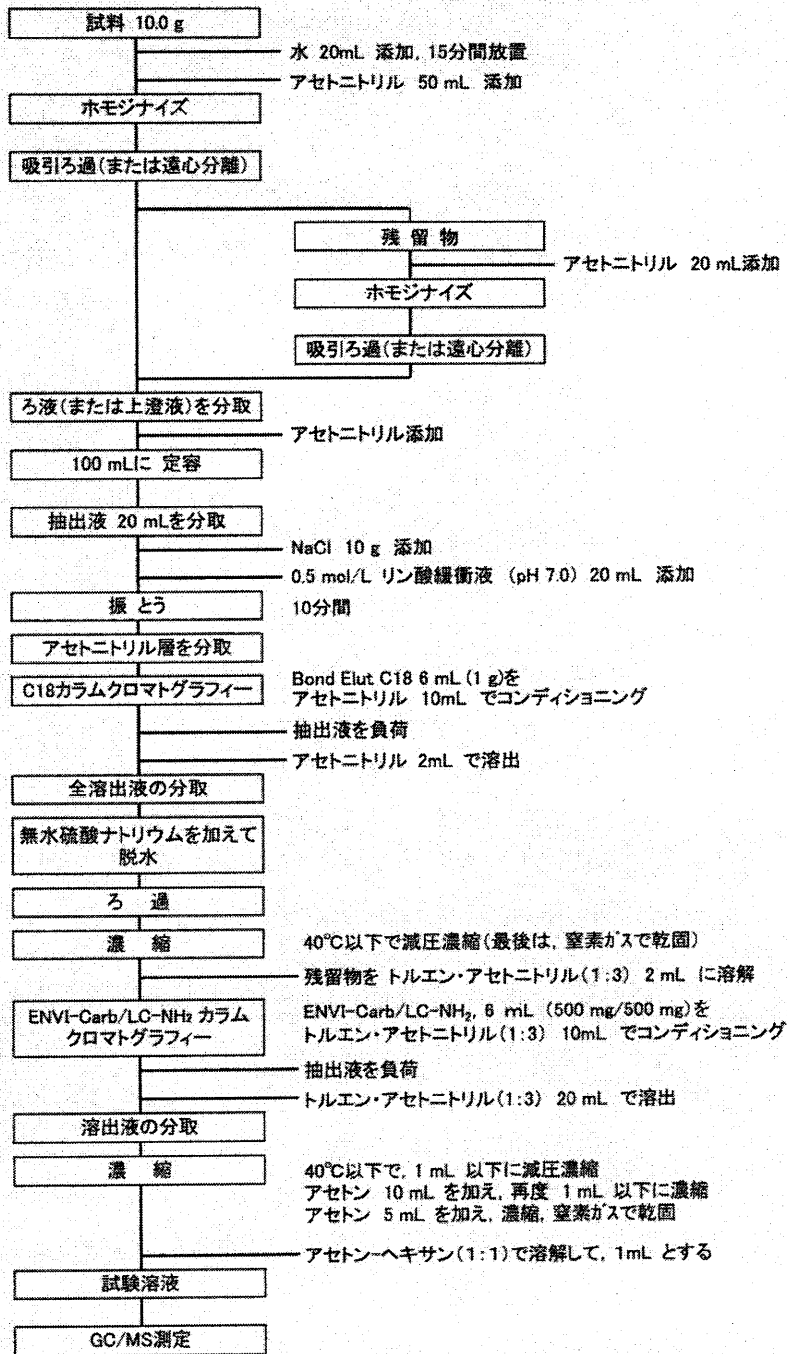 試料 10.0 g
水 20mL 添加, 15分間放置
アセトニトリル 50 mL 添加
ホモジナイズ
吸引ろ過(または遠心分離)
残 留 物
アセトニトリル 20 mL添加
ホモジナイズ
吸引ろ過(または遠心分離)
ろ液(または上澄液)を分取
アセトニトリル添加
100 mLに 定容
抽出液 20 mLを分取
NaCl 10 g 添加
0.5 mol/L リン酸緩衝液 (pH 7.0) 20 mL 添加
振 とう
10分間
アセトニトリル層を分取
C18カラムクロマトグラフィー
Bond Elut C18 6 mL (1 g)を
アセトニトリル 10mL でコンディショニング
抽出液を負荷
アセトニトリル 2mL で溶出
全溶出液の分取
無水硫酸ナトリウムを加えて
脱水
ろ 過
濃 縮
40℃以下で減圧濃縮(最後は, 窒素ガスで乾固)
残留物を トルエン・アセトニトリル(1:3) 2 mL に溶解
ENVI-Carb/LC-NH₂ カラム
クロマトグラフィー
ENVI-Carb/LC-NH₂, 6 mL (500 mg/500 mg)を
トルエン・アセトニトリル(1:3) 10mL でコンディショニング
抽出液を負荷
トルエン・アセトニトリル(1:3) 20 mL で溶出
溶出液の分取
濃 縮
40℃以下で, 1 mL 以下に減圧濃縮
アセトン 10 mL を加え, 再度 1 mL 以下に濃縮
アセトン 5 mL を加え, 濃縮, 窒素ガスで乾固
アセトン-ヘキサン(1:1)で溶解して, 1mL とする
試験溶液
GC/MS測定